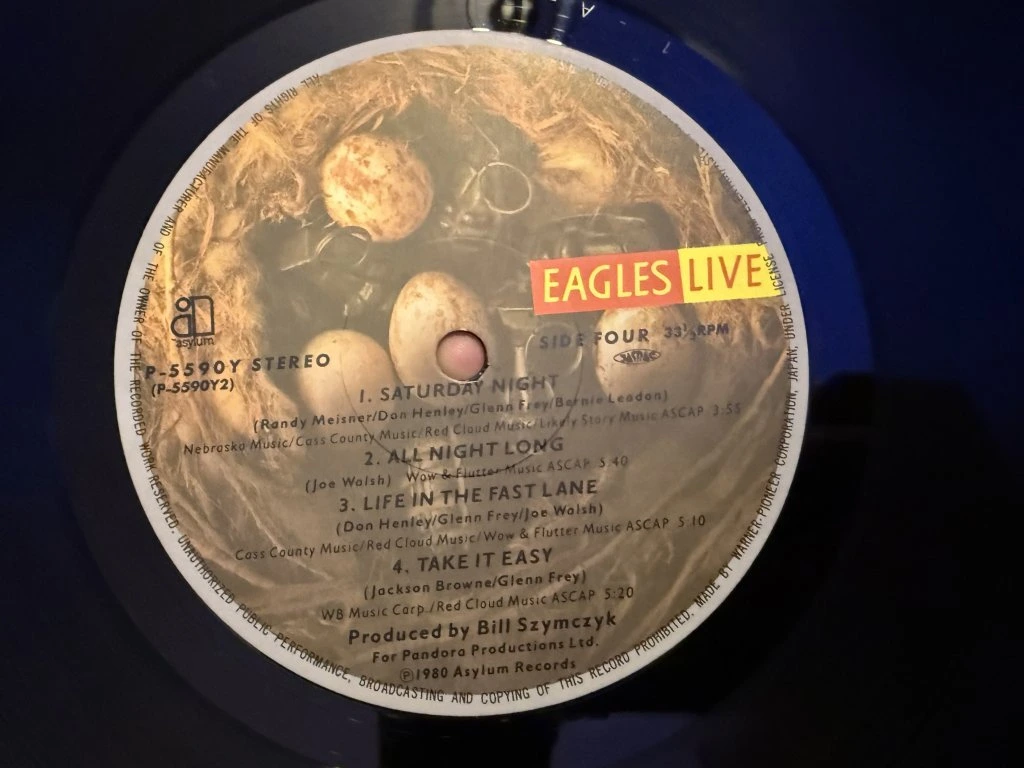 EAGLES LIVE
asylum
SIDE FOUR 33⅓RPM
P-5590Y STEREO
(P-5590Y2)
1. SATURDAY NIGHT
(Randy Meisner/Don Henley/Glenn Frey/Bernie Leadon)
Nebraska Music/Cass County Music/Red Cloud Music/Likely Story Music ASCAP 3:55
2. ALL NIGHT LONG
(Joe Walsh) Wow & Flutter Music ASCAP 5:40
3. LIFE IN THE FAST LANE
(Don Henley/Glenn Frey/Joe Walsh)
Cass County Music/Red Cloud Music/Wow & Flutter Music ASCAP 5:10
4. TAKE IT EASY
(Jackson Browne/Glenn Frey)
WB Music Corp./Red Cloud Music ASCAP 5:20
Produced by Bill Szymczyk
For Pandora Productions Ltd.
Ⓟ1980 Asylum Records
ALL RIGHTS OF THE MANUFACTURER AND OF THE OWNER OF THE RECORDED WORK RESERVED. UNAUTHORIZED PUBLIC PERFORMANCE, BROADCASTING AND COPYING OF THIS RECORD PROHIBITED. MADE BY WARNER-PIONEER CORPORATION, JAPAN, UNDER LICENSE FROM